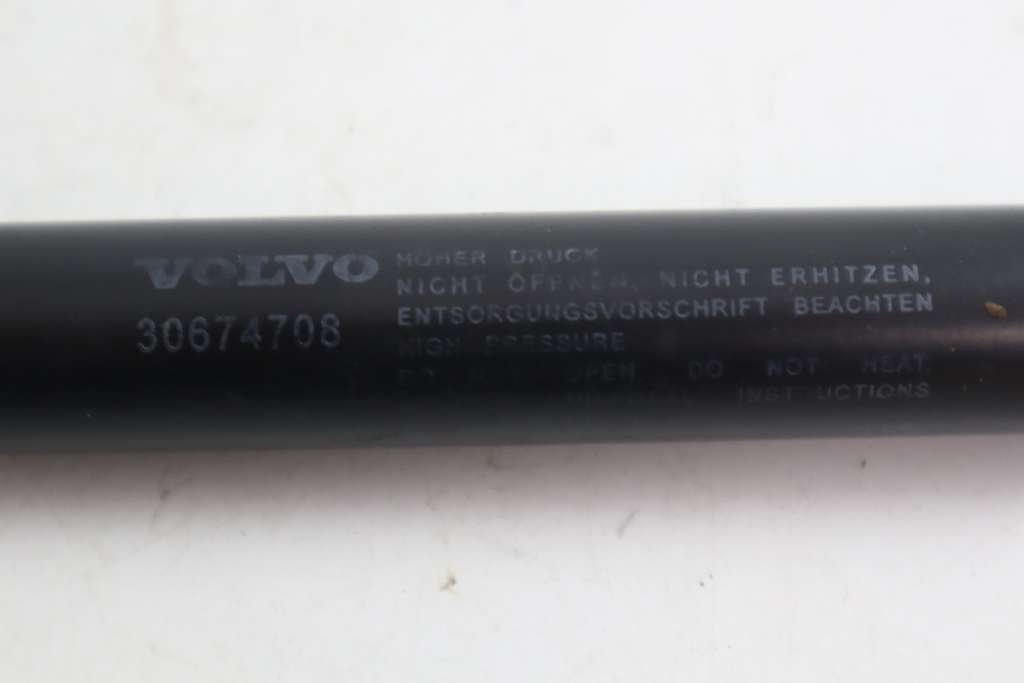 VOLVO
30674708
HOHER DRUCK
NICHT ÖFFNEN, NICHT ERHITZEN,
ENTSORGUNGSVORSCHRIFT BEACHTEN
HIGH PRESSURE
OPEN, DO NOT HEAT,
INSTRUCTIONS